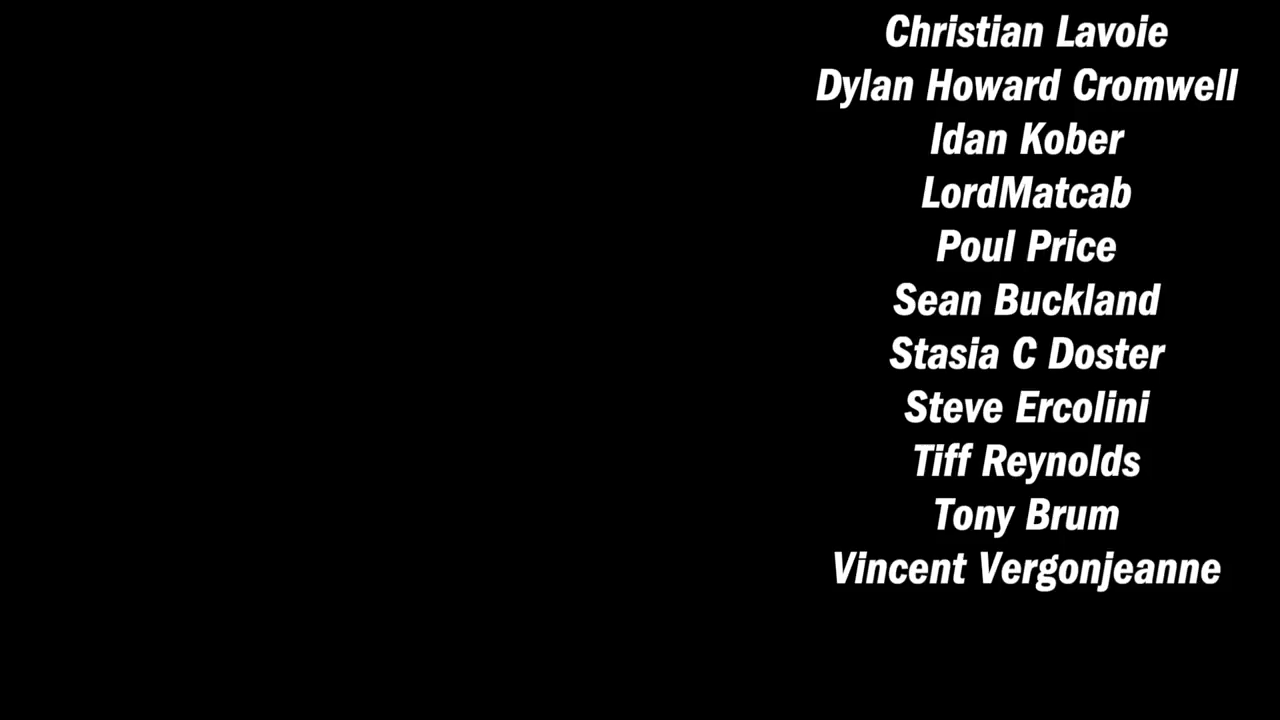 Christian Lavoie
Dylan Howard Cromwell
Idan Kober
LordMatcab
Poul Price
Sean Buckland
Stasia C Doster
Steve Ercolini
Tiff Reynolds
Tony Brum
Vincent Vergonjeanne